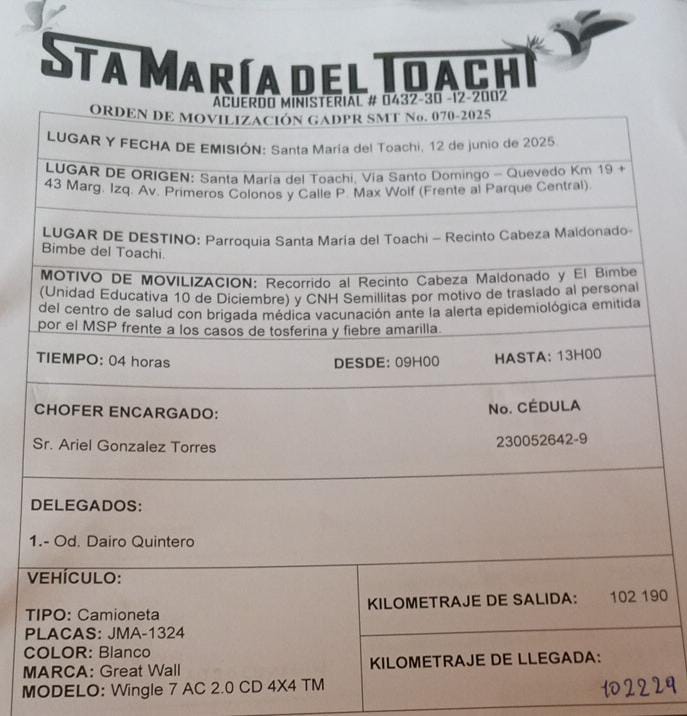 STA MARÍA DEL TOACHI
ACUERDO MINISTERIAL # 0432-30 -12-2002
ORDEN DE MOVILIZACIÓN GADPR SMT No. 070-2025
LUGAR Y FECHA DE EMISIÓN: Santa María del Toachi, 12 de junio de 2025.
LUGAR DE ORIGEN: Santa María del Toachi, Vía Santo Domingo – Quevedo Km 19 +
43 Marg. Izq. Av. Primeros Colonos y Calle P. Max Wolf (Frente al Parque Central).
LUGAR DE DESTINO: Parroquia Santa María del Toachi – Recinto Cabeza Maldonado-
Bimbe del Toachi.
MOTIVO DE MOVILIZACION: Recorrido al Recinto Cabeza Maldonado y El Bimbe
(Unidad Educativa 10 de Diciembre) y CNH Semillitas por motivo de traslado al personal
del centro de salud con brigada médica vacunación ante la alerta epidemiológica emitida
por el MSP frente a los casos de tosferina y fiebre amarilla.
TIEMPO: 04 horas DESDE: 09H00 HASTA: 13H00
CHOFER ENCARGADO: No. CÉDULA
Sr. Ariel Gonzalez Torres 230052642-9
DELEGADOS:
1.- Od. Dairo Quintero
VEHÍCULO:
TIPO: Camioneta
PLACAS: JMA-1324
COLOR: Blanco
MARCA: Great Wall
MODELO: Wingle 7 AC 2.0 CD 4X4 TM
KILOMETRAJE DE SALIDA: 102 190
KILOMETRAJE DE LLEGADA:
102229